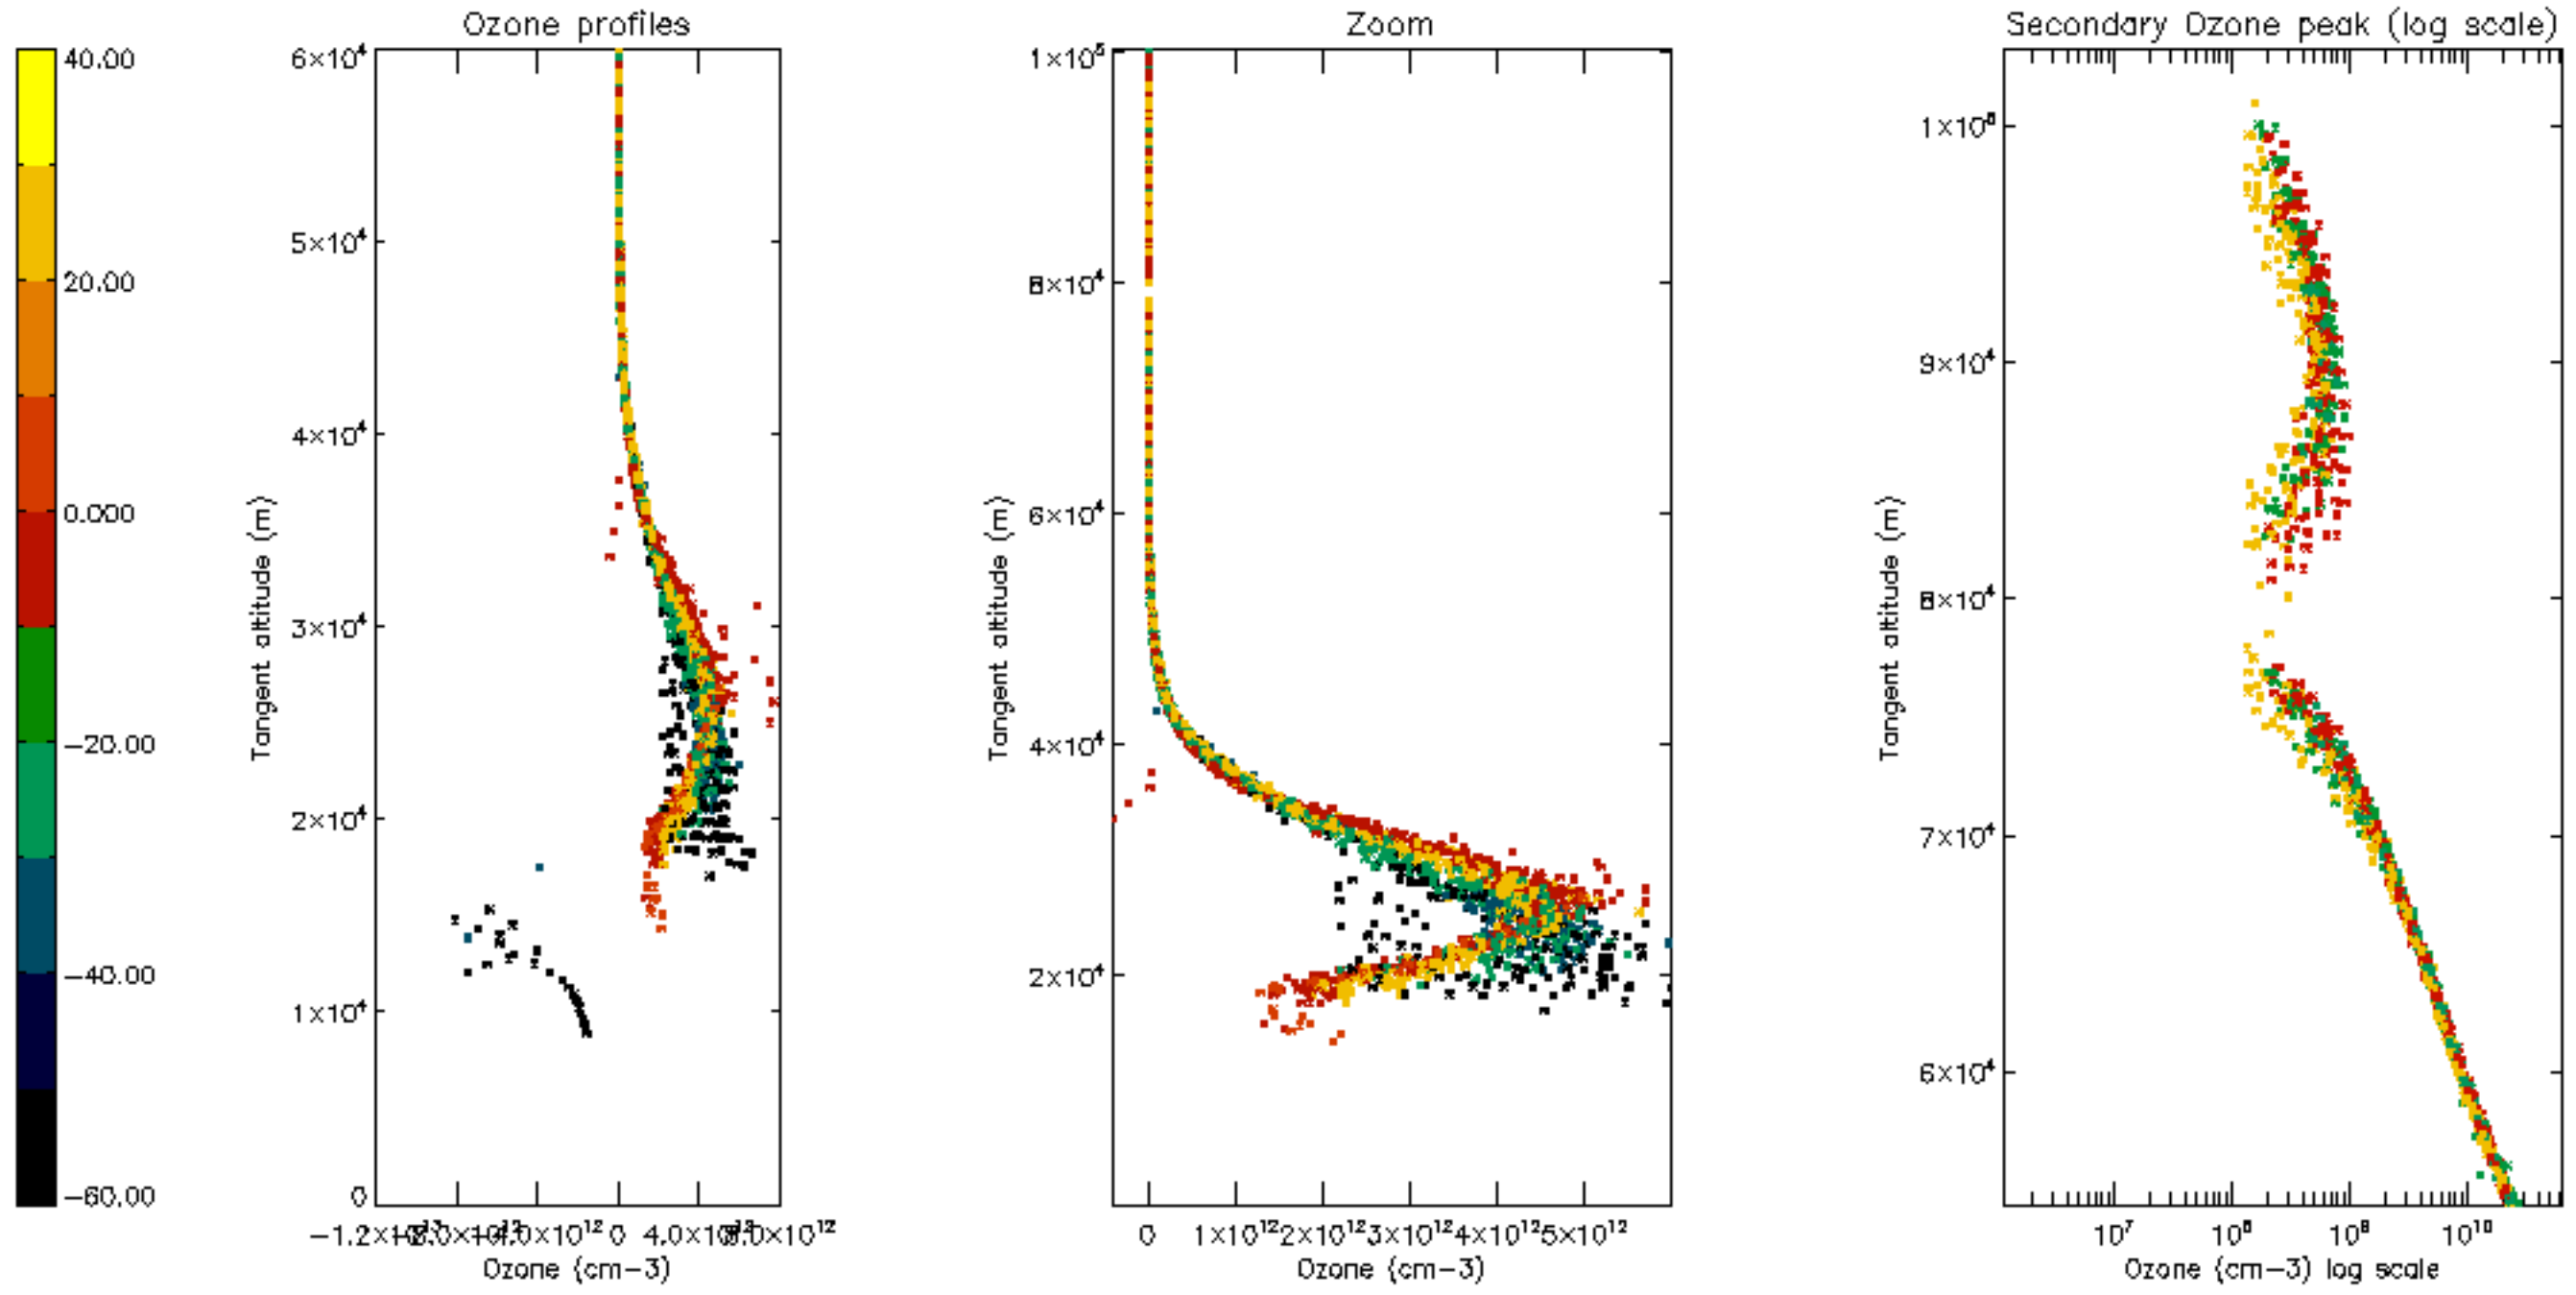 Ozone profiles
Zoom
Secondary Ozone peak (log scale)
40.00
20.00
0.000
−20.00
−40.00
−60.00
6×10⁴
5×10⁴
4×10⁴
3×10⁴
2×10⁴
1×10⁴
0
Tangent altitude (m)
0
4.0×10¹²
Ozone (cm−3)
1×10⁵
8×10⁴
6×10⁴
4×10⁴
2×10⁴
Tangent altitude (m)
0 1×10¹² 2×10¹² 3×10¹² 4×10¹² 5×10¹²
Ozone (cm−3)
1×10⁵
9×10⁴
8×10⁴
7×10⁴
6×10⁴
Tangent altitude (m)
10⁷ 10⁸ 10⁹ 10¹⁰
Ozone (cm−3) log scale